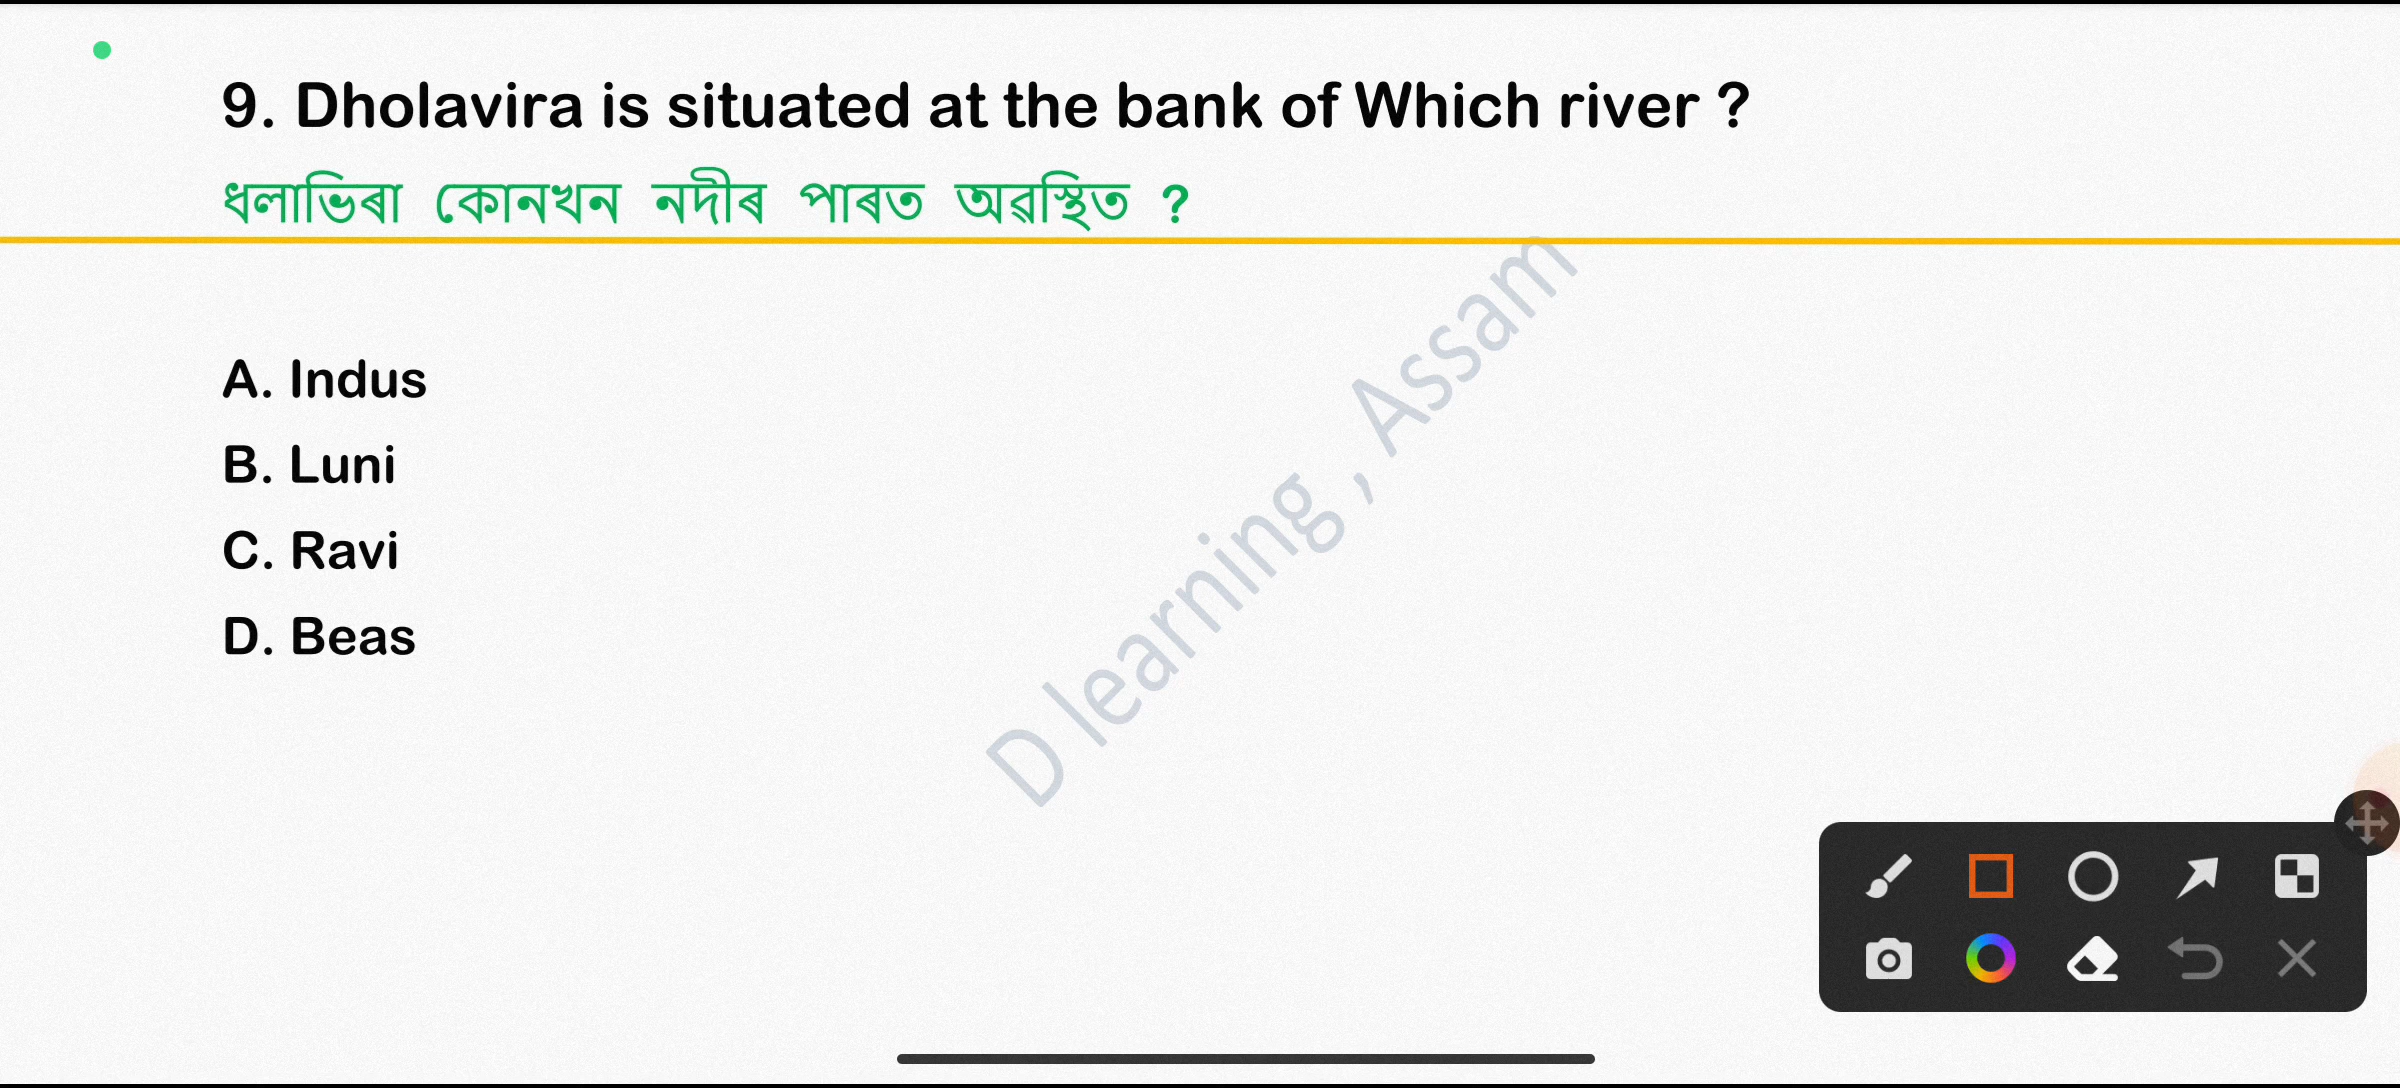 9. Dholavira is situated at the bank of Which river ?
ধলাভিৰা কোনখন নদীৰ পাৰত অৱস্থিত ?
A. Indus
B. Luni
C. Ravi
D. Beas
D learning , Assam